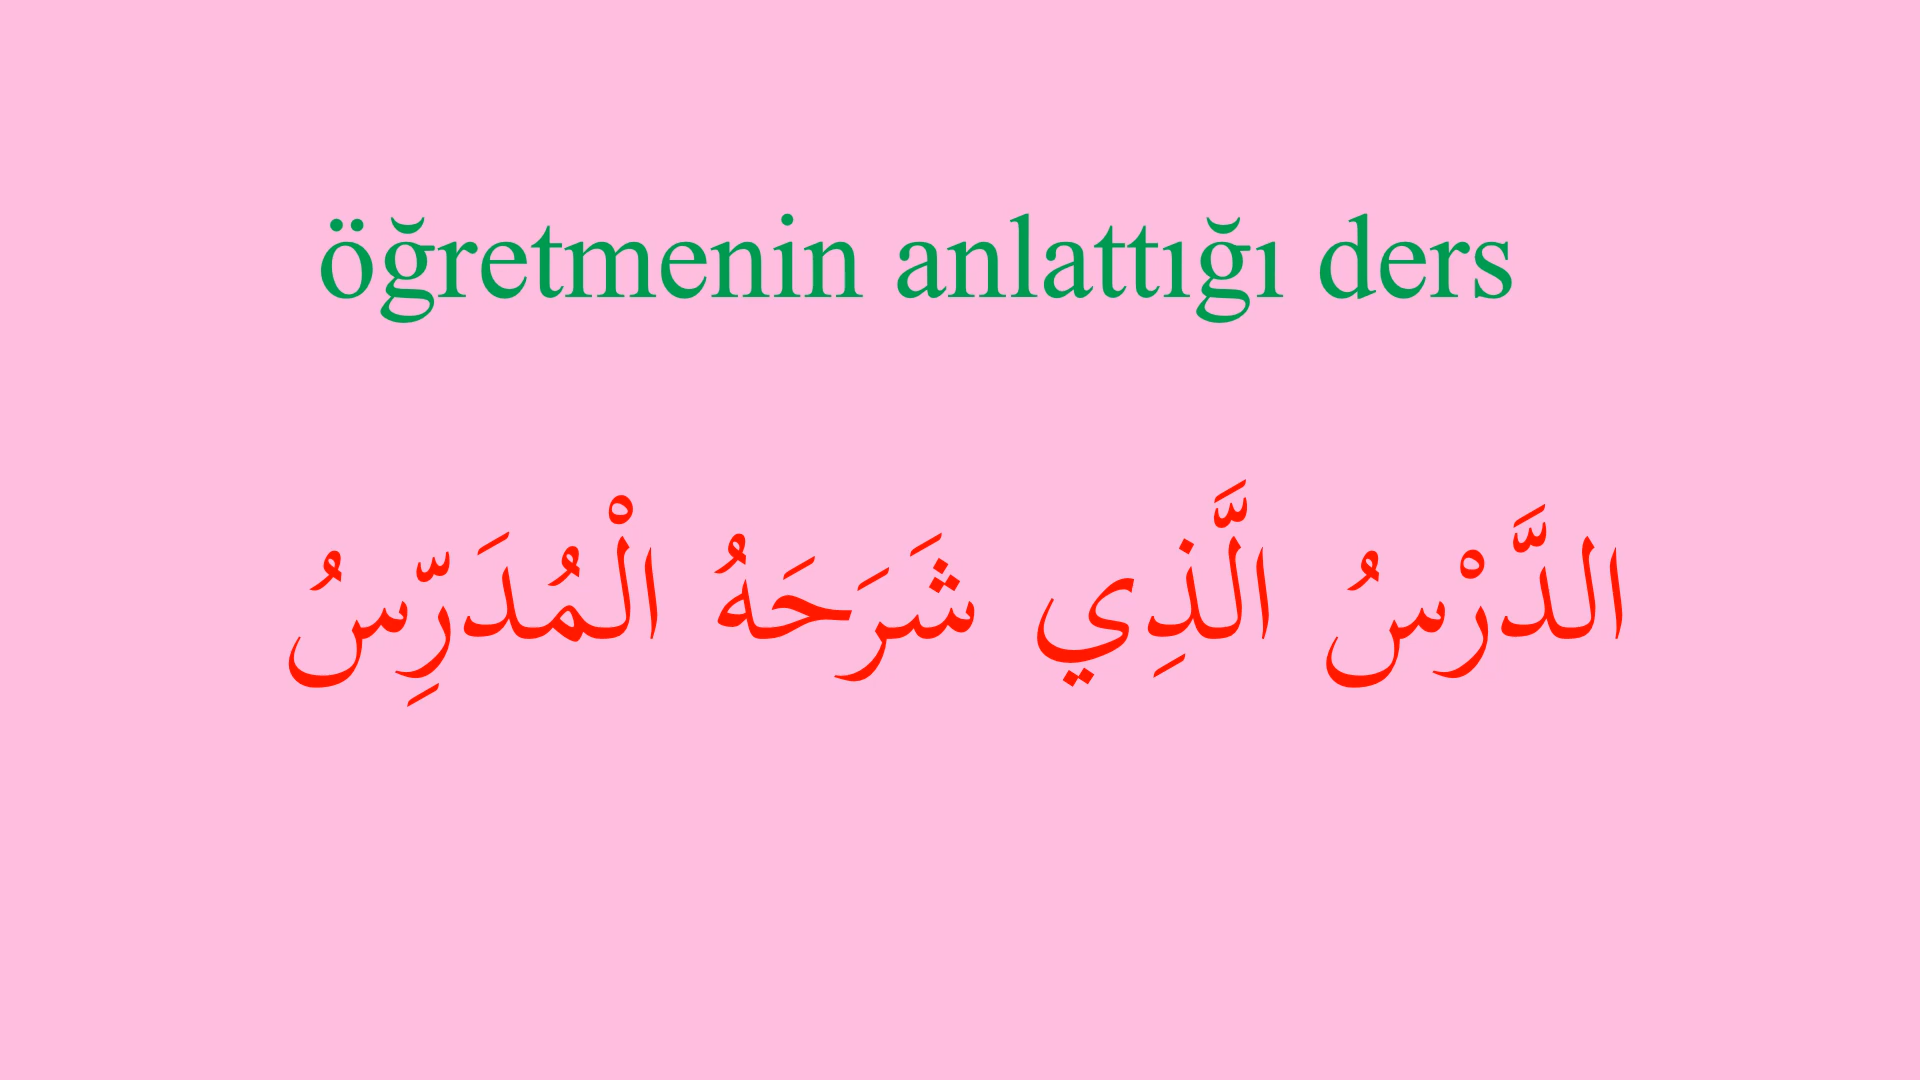 öğretmenin anlattığı ders
الدَّرْسُ الَّذِي شَرَحَهُ الْمُدَرِّسُ